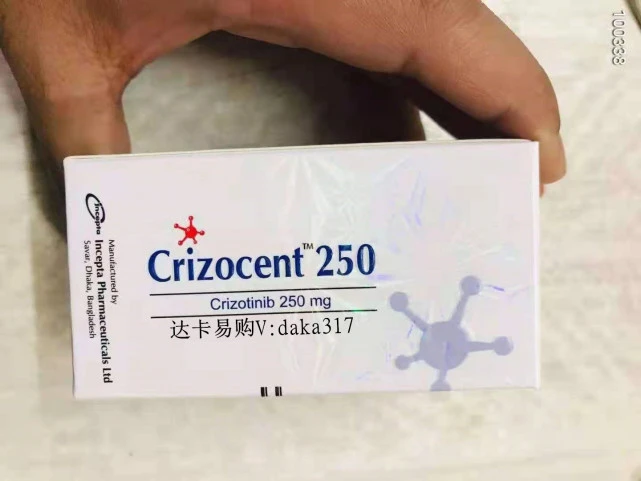 100338
Crizocent™ 250
Crizotinib 250 mg
达卡易购V:daka317
Incepta
Manufactured by
Incepta Pharmaceuticals Ltd
Savar, Dhaka, Bangladesh